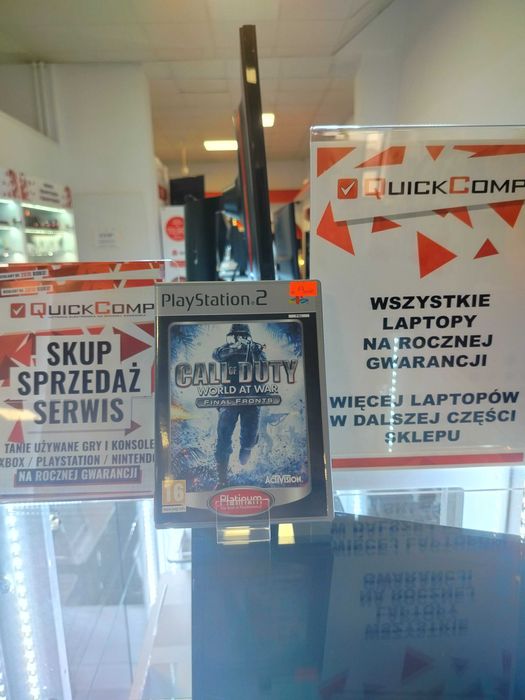 QUICKCOMP
SKUP
SPRZEDAŻ
SERWIS
TANIE UŻYWANE GRY I KONSOLE
XBOX / PLAYSTATION / NINTENDO
NA ROCZNEJ GWARANCJI
PlayStation 2
CALL OF DUTY
WORLD AT WAR
FINAL FRONTS
16
ACTIVISION
Platinum
QUICKCOMP
WSZYSTKIE
LAPTOPY
NA ROCZNEJ
GWARANCJI
WIĘCEJ LAPTOPÓW
W DALSZEJ CZĘŚCI
SKLEPU